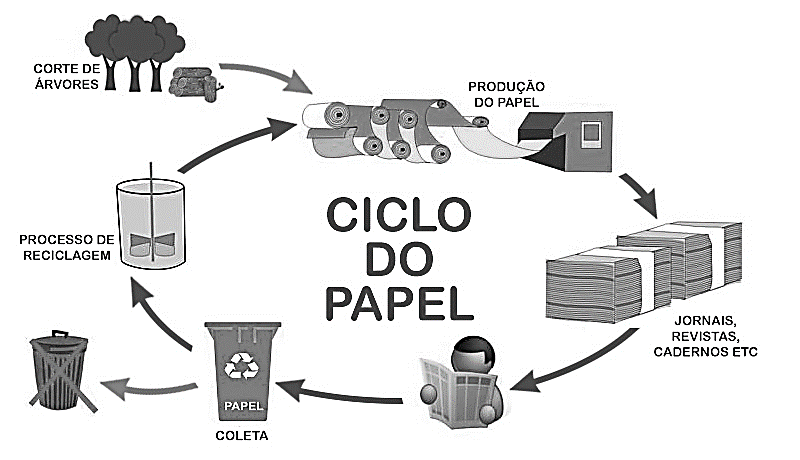 CORTE DE
ÁRVORES
PRODUÇÃO
DO PAPEL
CICLO
DO
PAPEL
PROCESSO DE
RECICLAGEM
JORNAIS,
REVISTAS,
CADERNOS ETC
PAPEL
COLETA